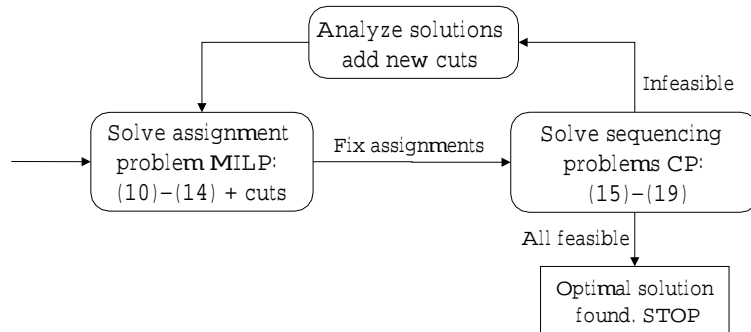 Analyze solutions
add new cuts
Infeasible
Solve assignment
problem MILP:
(10)–(14) + cuts
Fix assignments
Solve sequencing
problems CP:
(15)–(19)
All feasible
Optimal solution
found. STOP